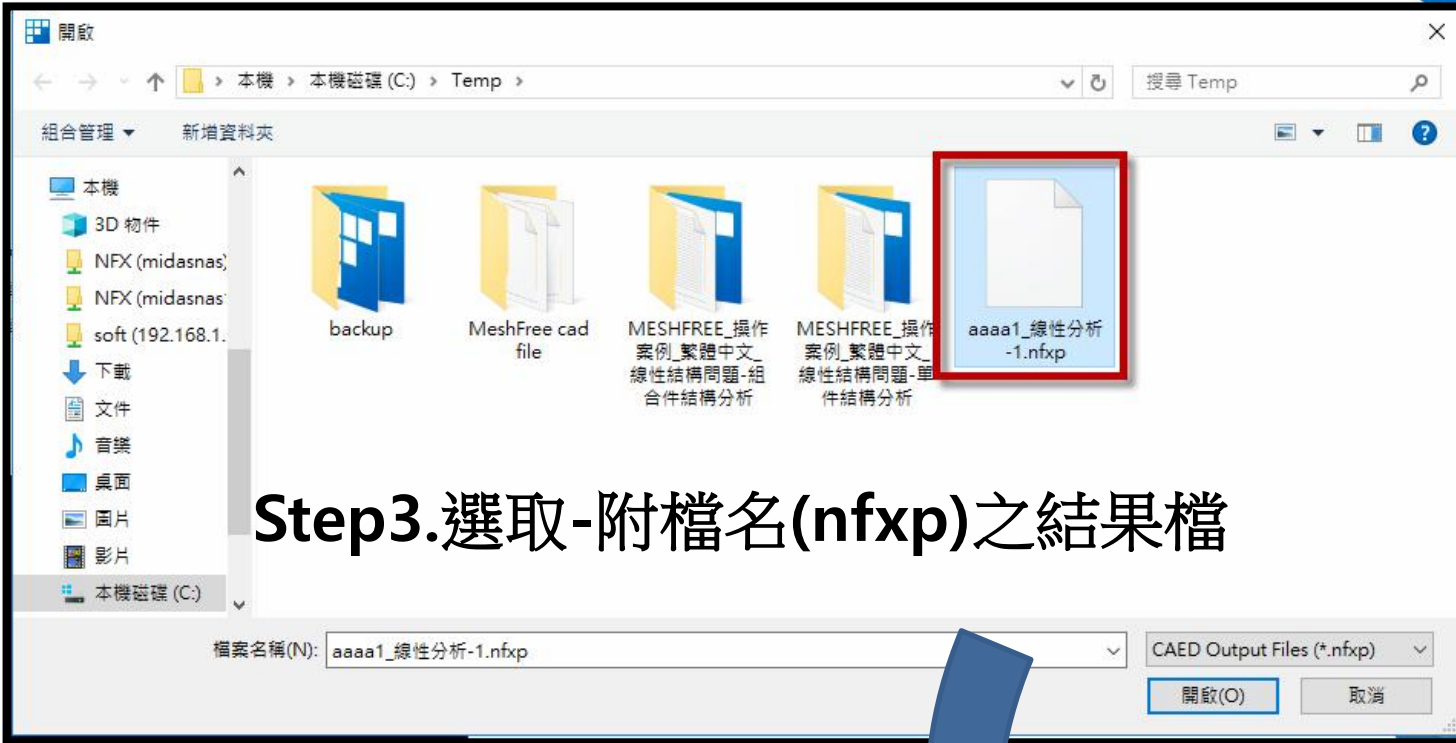 開啟
本機 › 本機磁碟 (C:) › Temp ›
搜尋 Temp
組合管理
新增資料夾
本機
3D 物件
NFX (midasnas)
NFX (midasnas
soft (192.168.1.
下載
文件
音樂
桌面
圖片
影片
本機磁碟 (C:)
backup
MeshFree cad
file
MESHFREE_操作
案例_繁體中文_
線性結構問題-組
合件結構分析
MESHFREE_操作
案例_繁體中文_
線性結構問題-單
件結構分析
aaaa1_線性分析
-1.nfxp
Step3.選取-附檔名(nfxp)之結果檔
檔案名稱(N): aaaa1_線性分析-1.nfxp
CAED Output Files (*.nfxp)
開啟(O)
取消